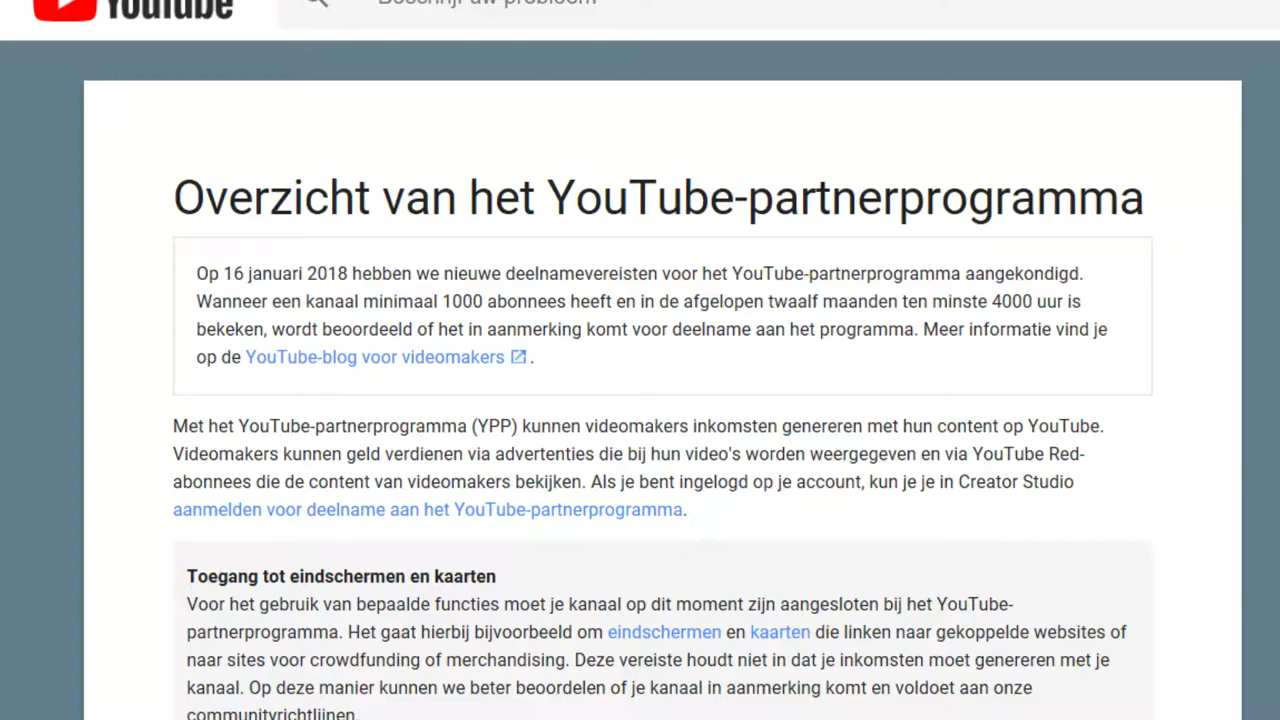 YouTube
Beschrijf uw probleem
Overzicht van het YouTube-partnerprogramma
Op 16 januari 2018 hebben we nieuwe deelnamevereisten voor het YouTube-partnerprogramma aangekondigd.
Wanneer een kanaal minimaal 1000 abonnees heeft en in de afgelopen twaalf maanden ten minste 4000 uur is
bekeken, wordt beoordeeld of het in aanmerking komt voor deelname aan het programma. Meer informatie vind je
op de YouTube-blog voor videomakers .
Met het YouTube-partnerprogramma (YPP) kunnen videomakers inkomsten genereren met hun content op YouTube.
Videomakers kunnen geld verdienen via advertenties die bij hun video's worden weergegeven en via YouTube Red-
abonnees die de content van videomakers bekijken. Als je bent ingelogd op je account, kun je je in Creator Studio
aanmelden voor deelname aan het YouTube-partnerprogramma.
Toegang tot eindschermen en kaarten
Voor het gebruik van bepaalde functies moet je kanaal op dit moment zijn aangesloten bij het YouTube-
partnerprogramma. Het gaat hierbij bijvoorbeeld om eindschermen en kaarten die linken naar gekoppelde websites of
naar sites voor crowdfunding of merchandising. Deze vereiste houdt niet in dat je inkomsten moet genereren met je
kanaal. Op deze manier kunnen we beter beoordelen of je kanaal in aanmerking komt en voldoet aan onze
communityrichtlijnen.